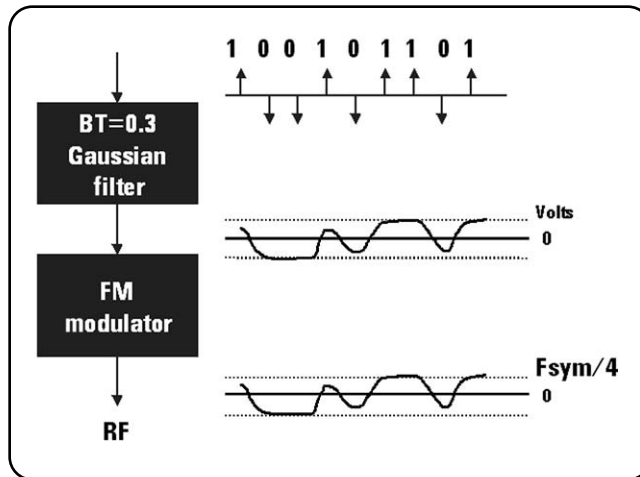 1 0 0 1 0 1 1 0 1
BT=0.3
Gaussian
filter
Volts
0
FM
modulator
Fsym/4
0
RF